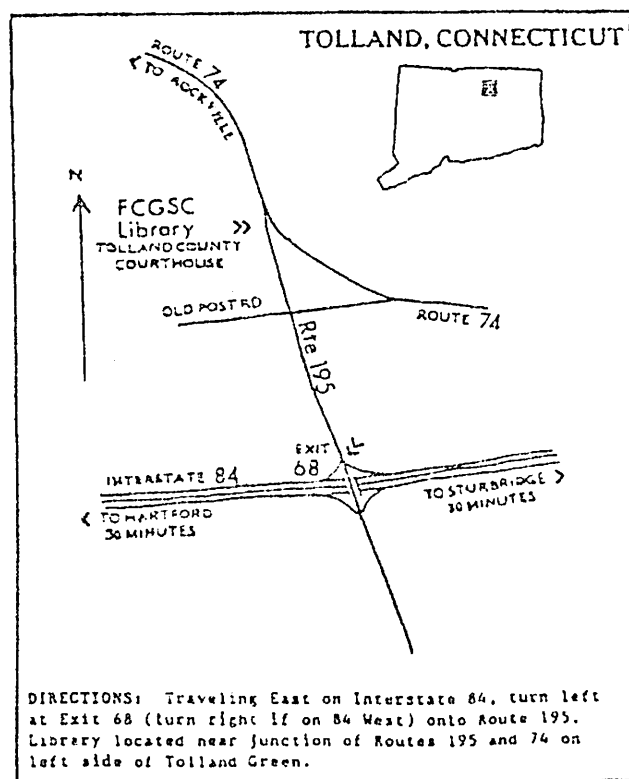 TOLLAND, CONNECTICUT
ROUTE 74
< TO ROCKVILLE
N
FCGSC
Library >>
TOLLAND COUNTY
COURTHOUSE
OLD POST RD
ROUTE 74
Rte 195
EXIT
68
INTERSTATE 84
< TO HARTFORD
30 MINUTES
TO STURBRIDGE >
30 MINUTES
DIRECTIONS: Traveling East on Interstate 84, turn left
at Exit 68 (turn right if on 84 West) onto Route 195.
Library located near junction of Routes 195 and 74 on
left side of Tolland Green.